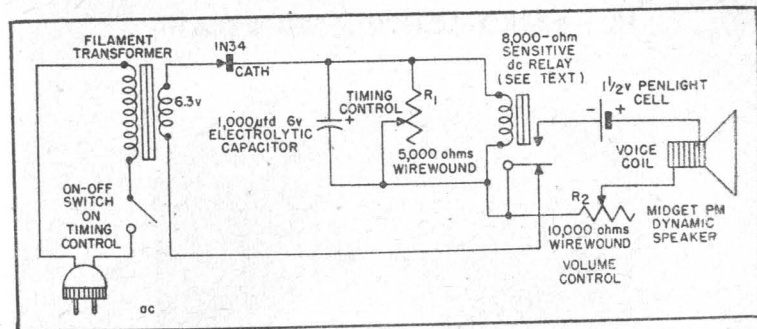 FILAMENT
TRANSFORMER
1N34
CATH
6.3v
1,000µfd 6v
ELECTROLYTIC
CAPACITOR
+
TIMING
CONTROL
R1
5,000 ohms
WIREWOUND
8,000-ohm
SENSITIVE
dc RELAY
(SEE TEXT)
1½v PENLIGHT
CELL
- +
VOICE
COIL
R2
10,000 ohms
WIREWOUND
VOLUME
CONTROL
MIDGET PM
DYNAMIC
SPEAKER
ON-OFF
SWITCH
ON
TIMING
CONTROL
ac